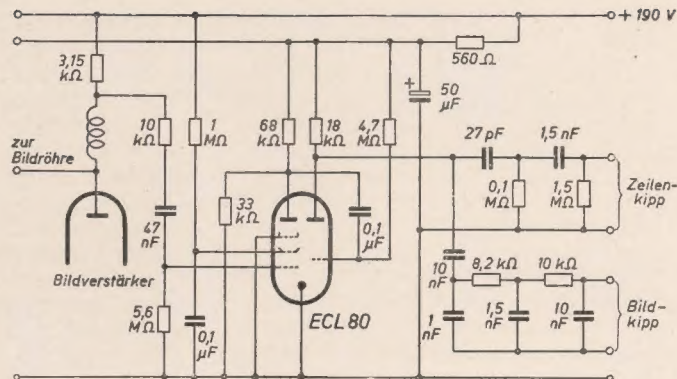 + 190 V
560 Ω
3,15
kΩ
zur
Bildröhre
10
kΩ
1
MΩ
68
kΩ
18
kΩ
4,7
MΩ
50
µF
+
27 pF
1,5 nF
0,1
MΩ
1,5
MΩ
Zeilen-
kipp
33
kΩ
0,1
µF
47
nF
Bildverstärker
10
nF
8,2 kΩ
10 kΩ
5,6
MΩ
0,1
µF
ECL 80
1
nF
1,5
nF
10
nF
Bild-
kipp